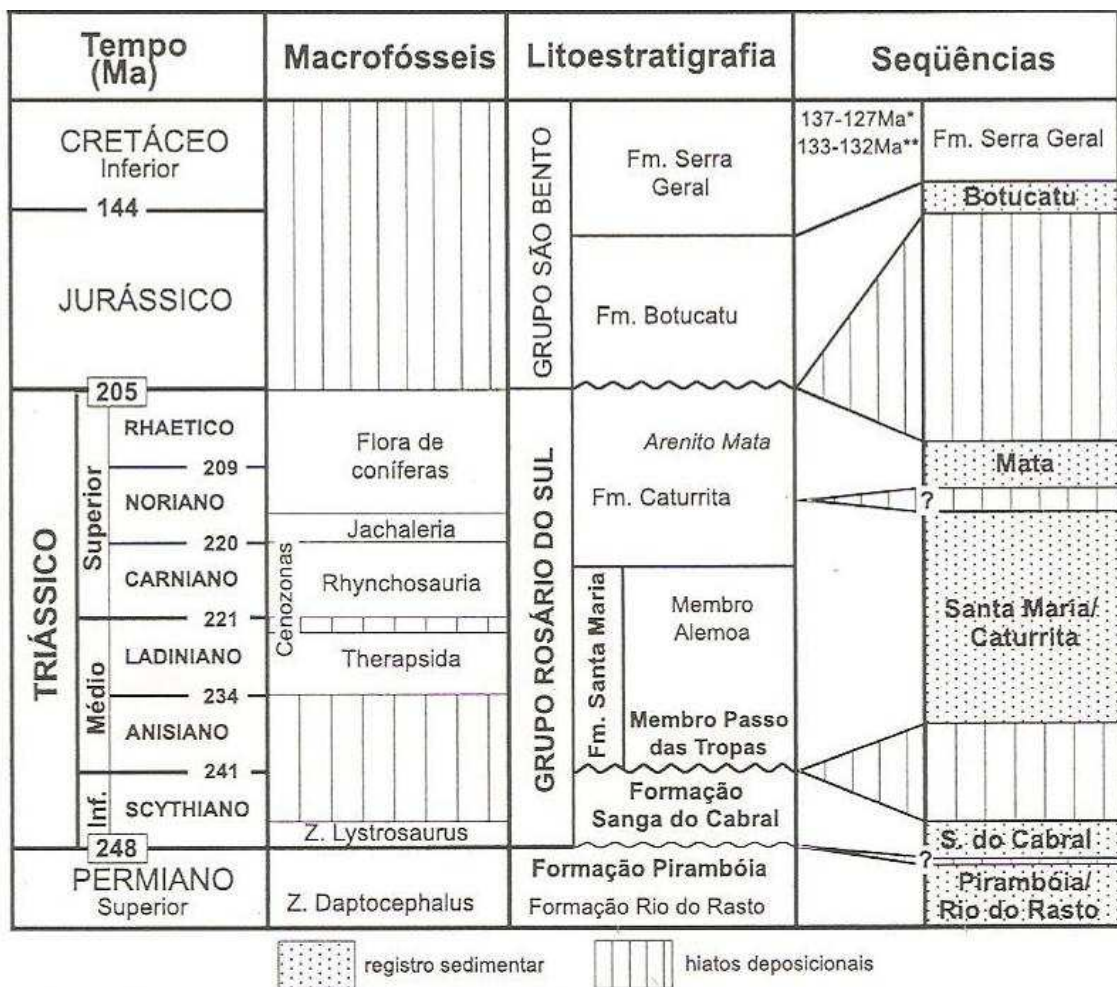 Tempo
(Ma)
Macrofósseis
Litoestratigrafia
Seqüências
CRETÁCEO
Inferior
144
JURÁSSICO
205
TRIÁSSICO
Superior
Médio
Inf.
RHAETICO
209
NORIANO
220
CARNIANO
221
LADINIANO
234
ANISIANO
241
SCYTHIANO
248
PERMIANO
Superior
Cenozonas
Flora de
coníferas
Jachaleria
Rhynchosauria
Therapsida
Z. Lystrosaurus
Z. Daptocephalus
GRUPO SÃO BENTO
Fm. Serra
Geral
Fm. Botucatu
GRUPO ROSÁRIO DO SUL
Arenito Mata
Fm. Caturrita
Fm. Santa Maria
Membro
Alemoa
Membro Passo
das Tropas
Formação
Sanga do Cabral
Formação Pirambóia
Formação Rio do Rasto
137-127Ma*
133-132Ma**
Fm. Serra Geral
Botucatu
Mata
?
Santa Maria/
Caturrita
S. do Cabral
?
Pirambóia/
Rio do Rasto
registro sedimentar
hiatos deposicionais